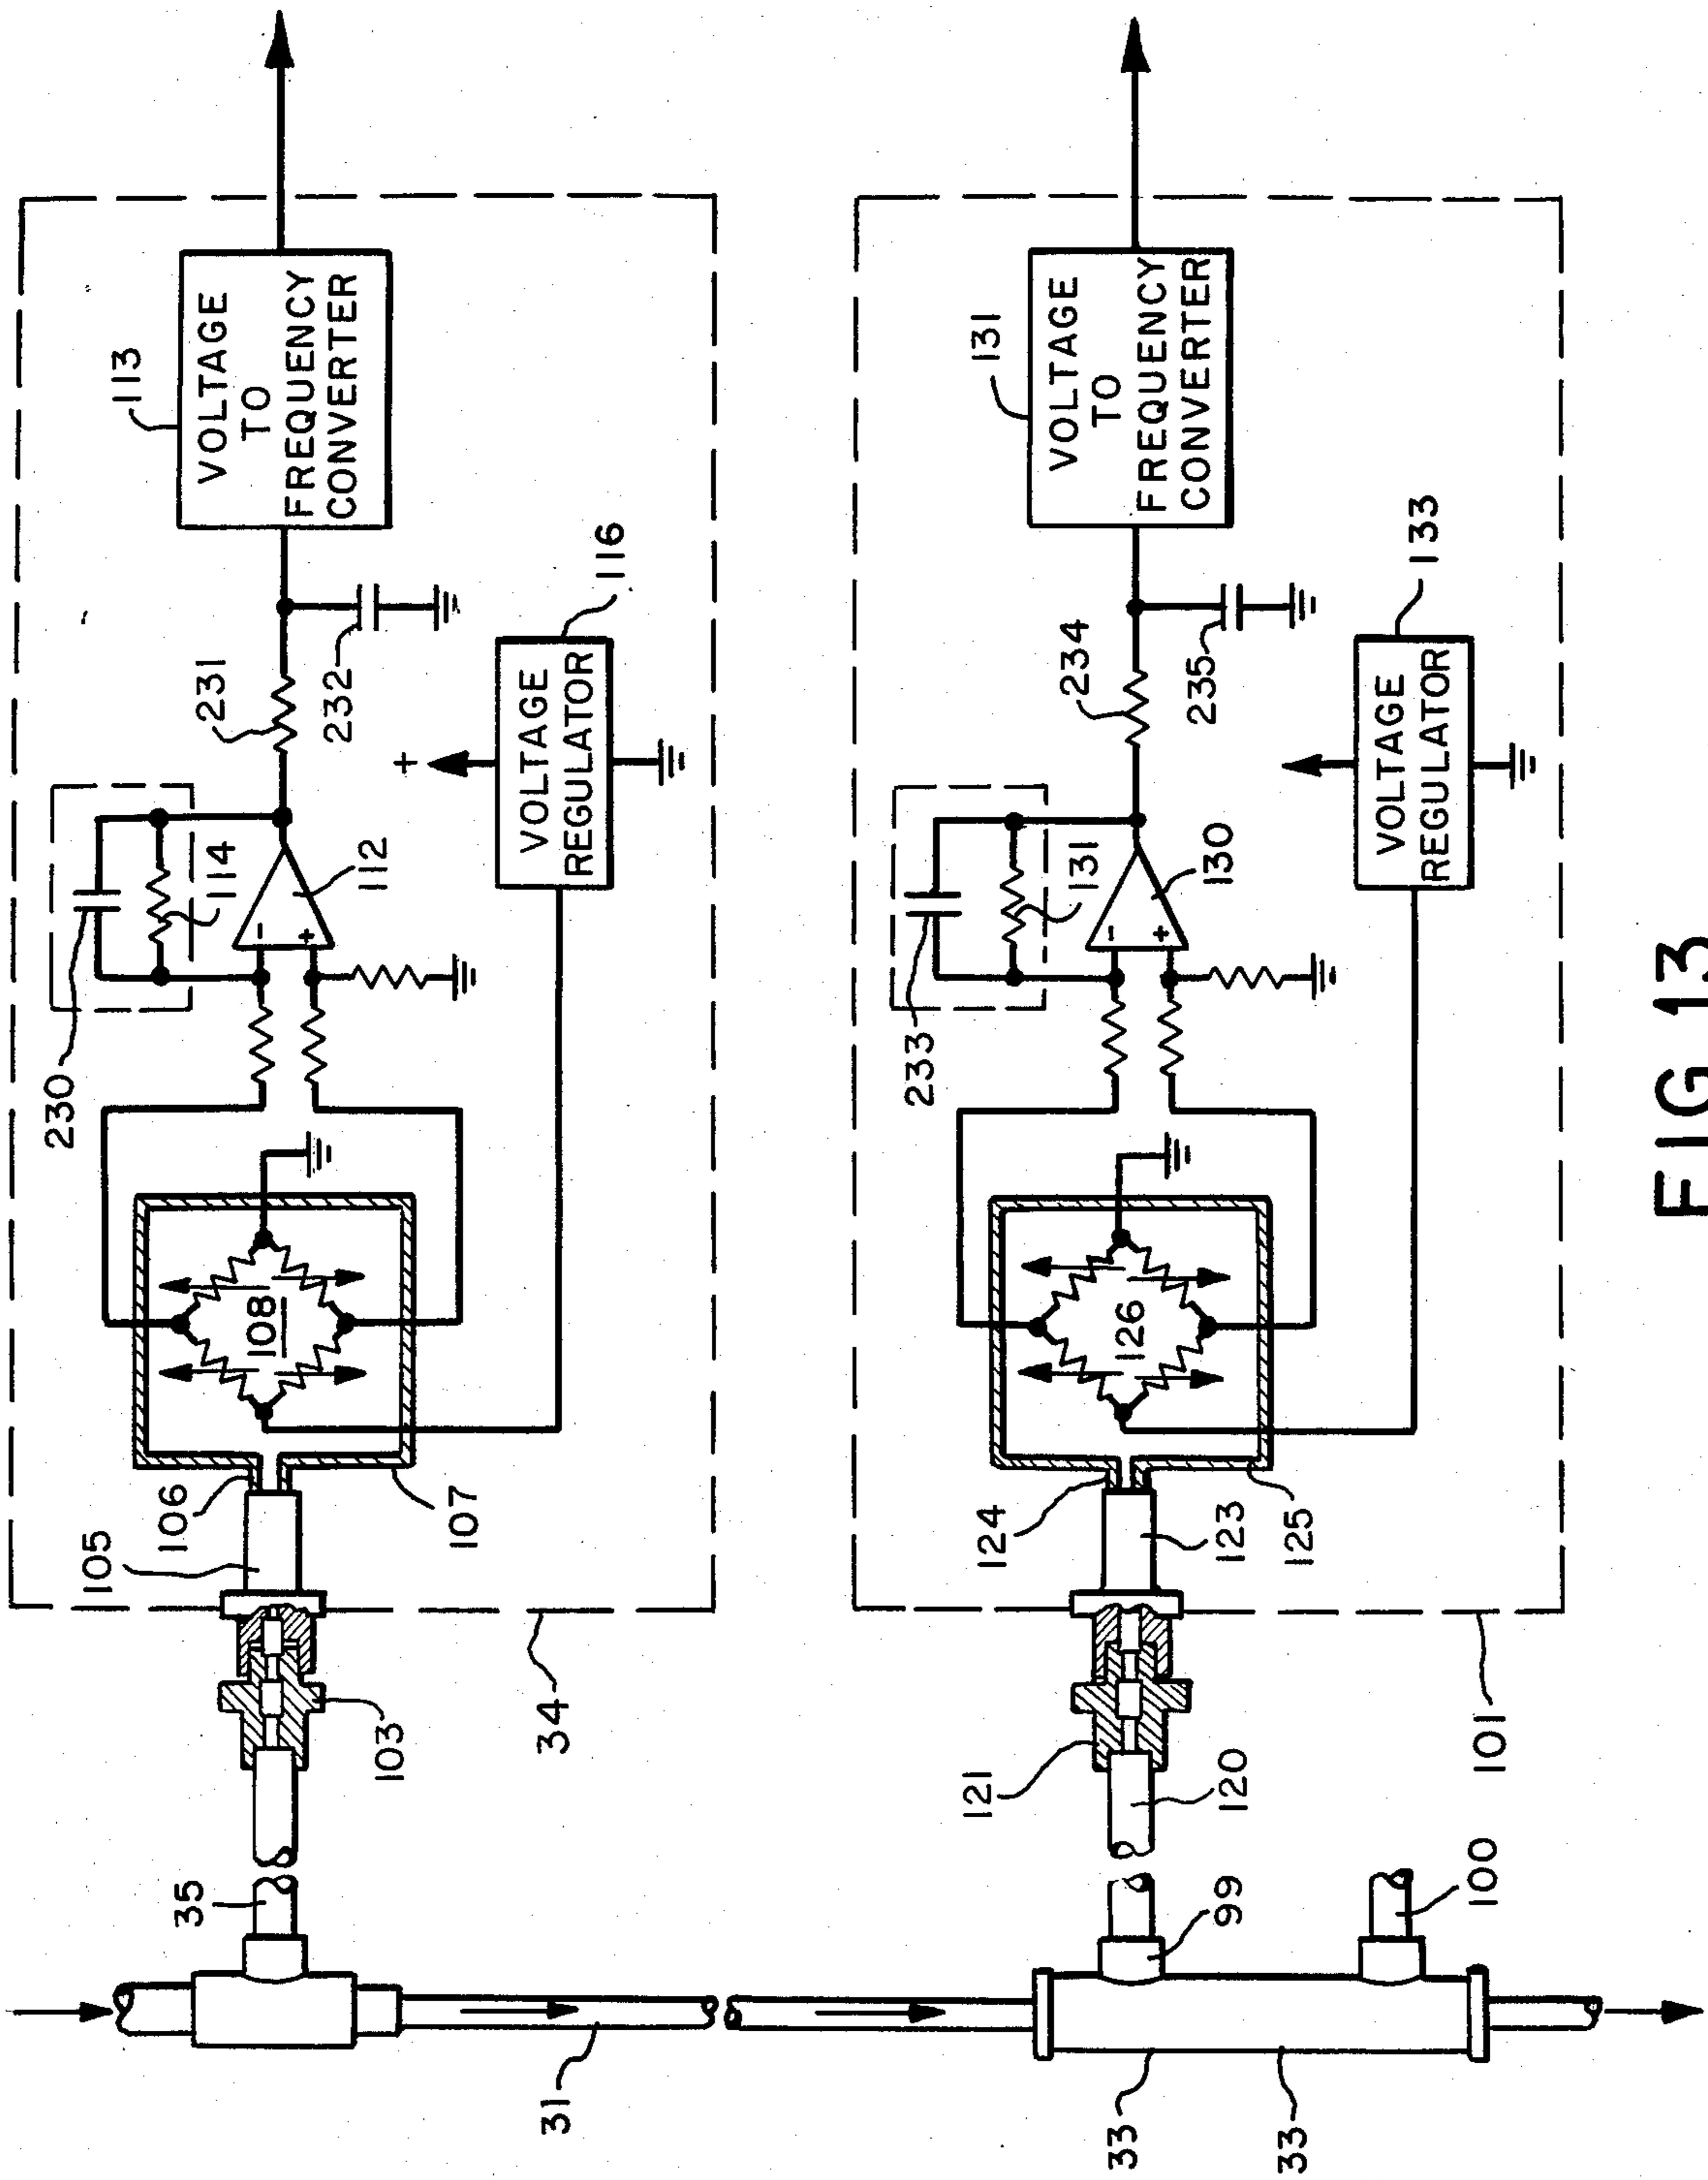 113
VOLTAGE
TO
FREQUENCY
CONVERTER
116
231
232
+
VOLTAGE
REGULATOR
230
114
112
-
+
108
106
105
107
103
34
35
31
131
VOLTAGE
TO
FREQUENCY
CONVERTER
133
234
235
VOLTAGE
REGULATOR
233
131
130
-
+
126
124
123
125
121
120
101
99
100
33
33
FIG 13